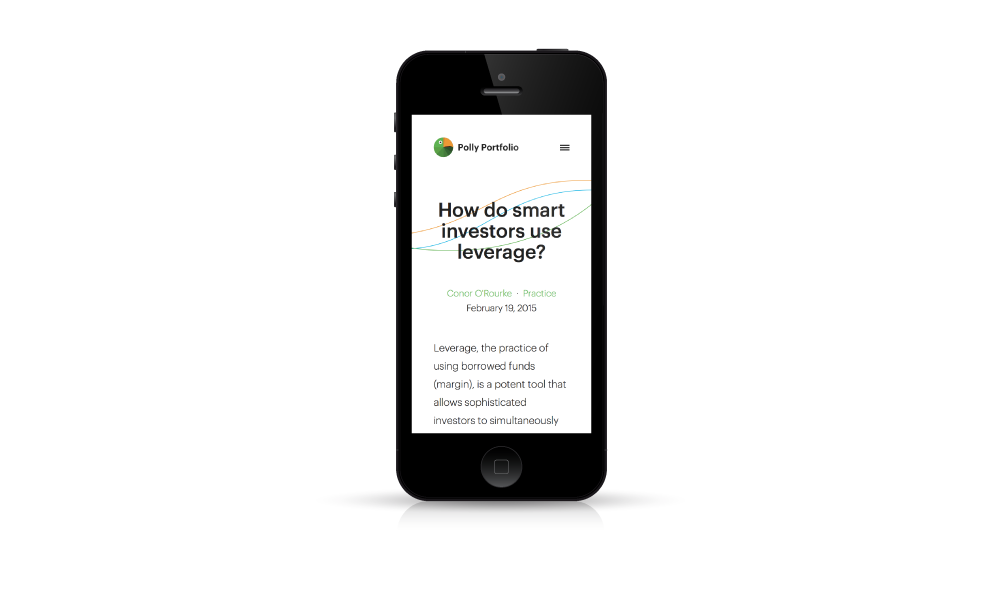 Polly Portfolio
How do smart
investors use
leverage?
Conor O'Rourke · Practice
February 19, 2015
Leverage, the practice of
using borrowed funds
(margin), is a potent tool that
allows sophisticated
investors to simultaneously